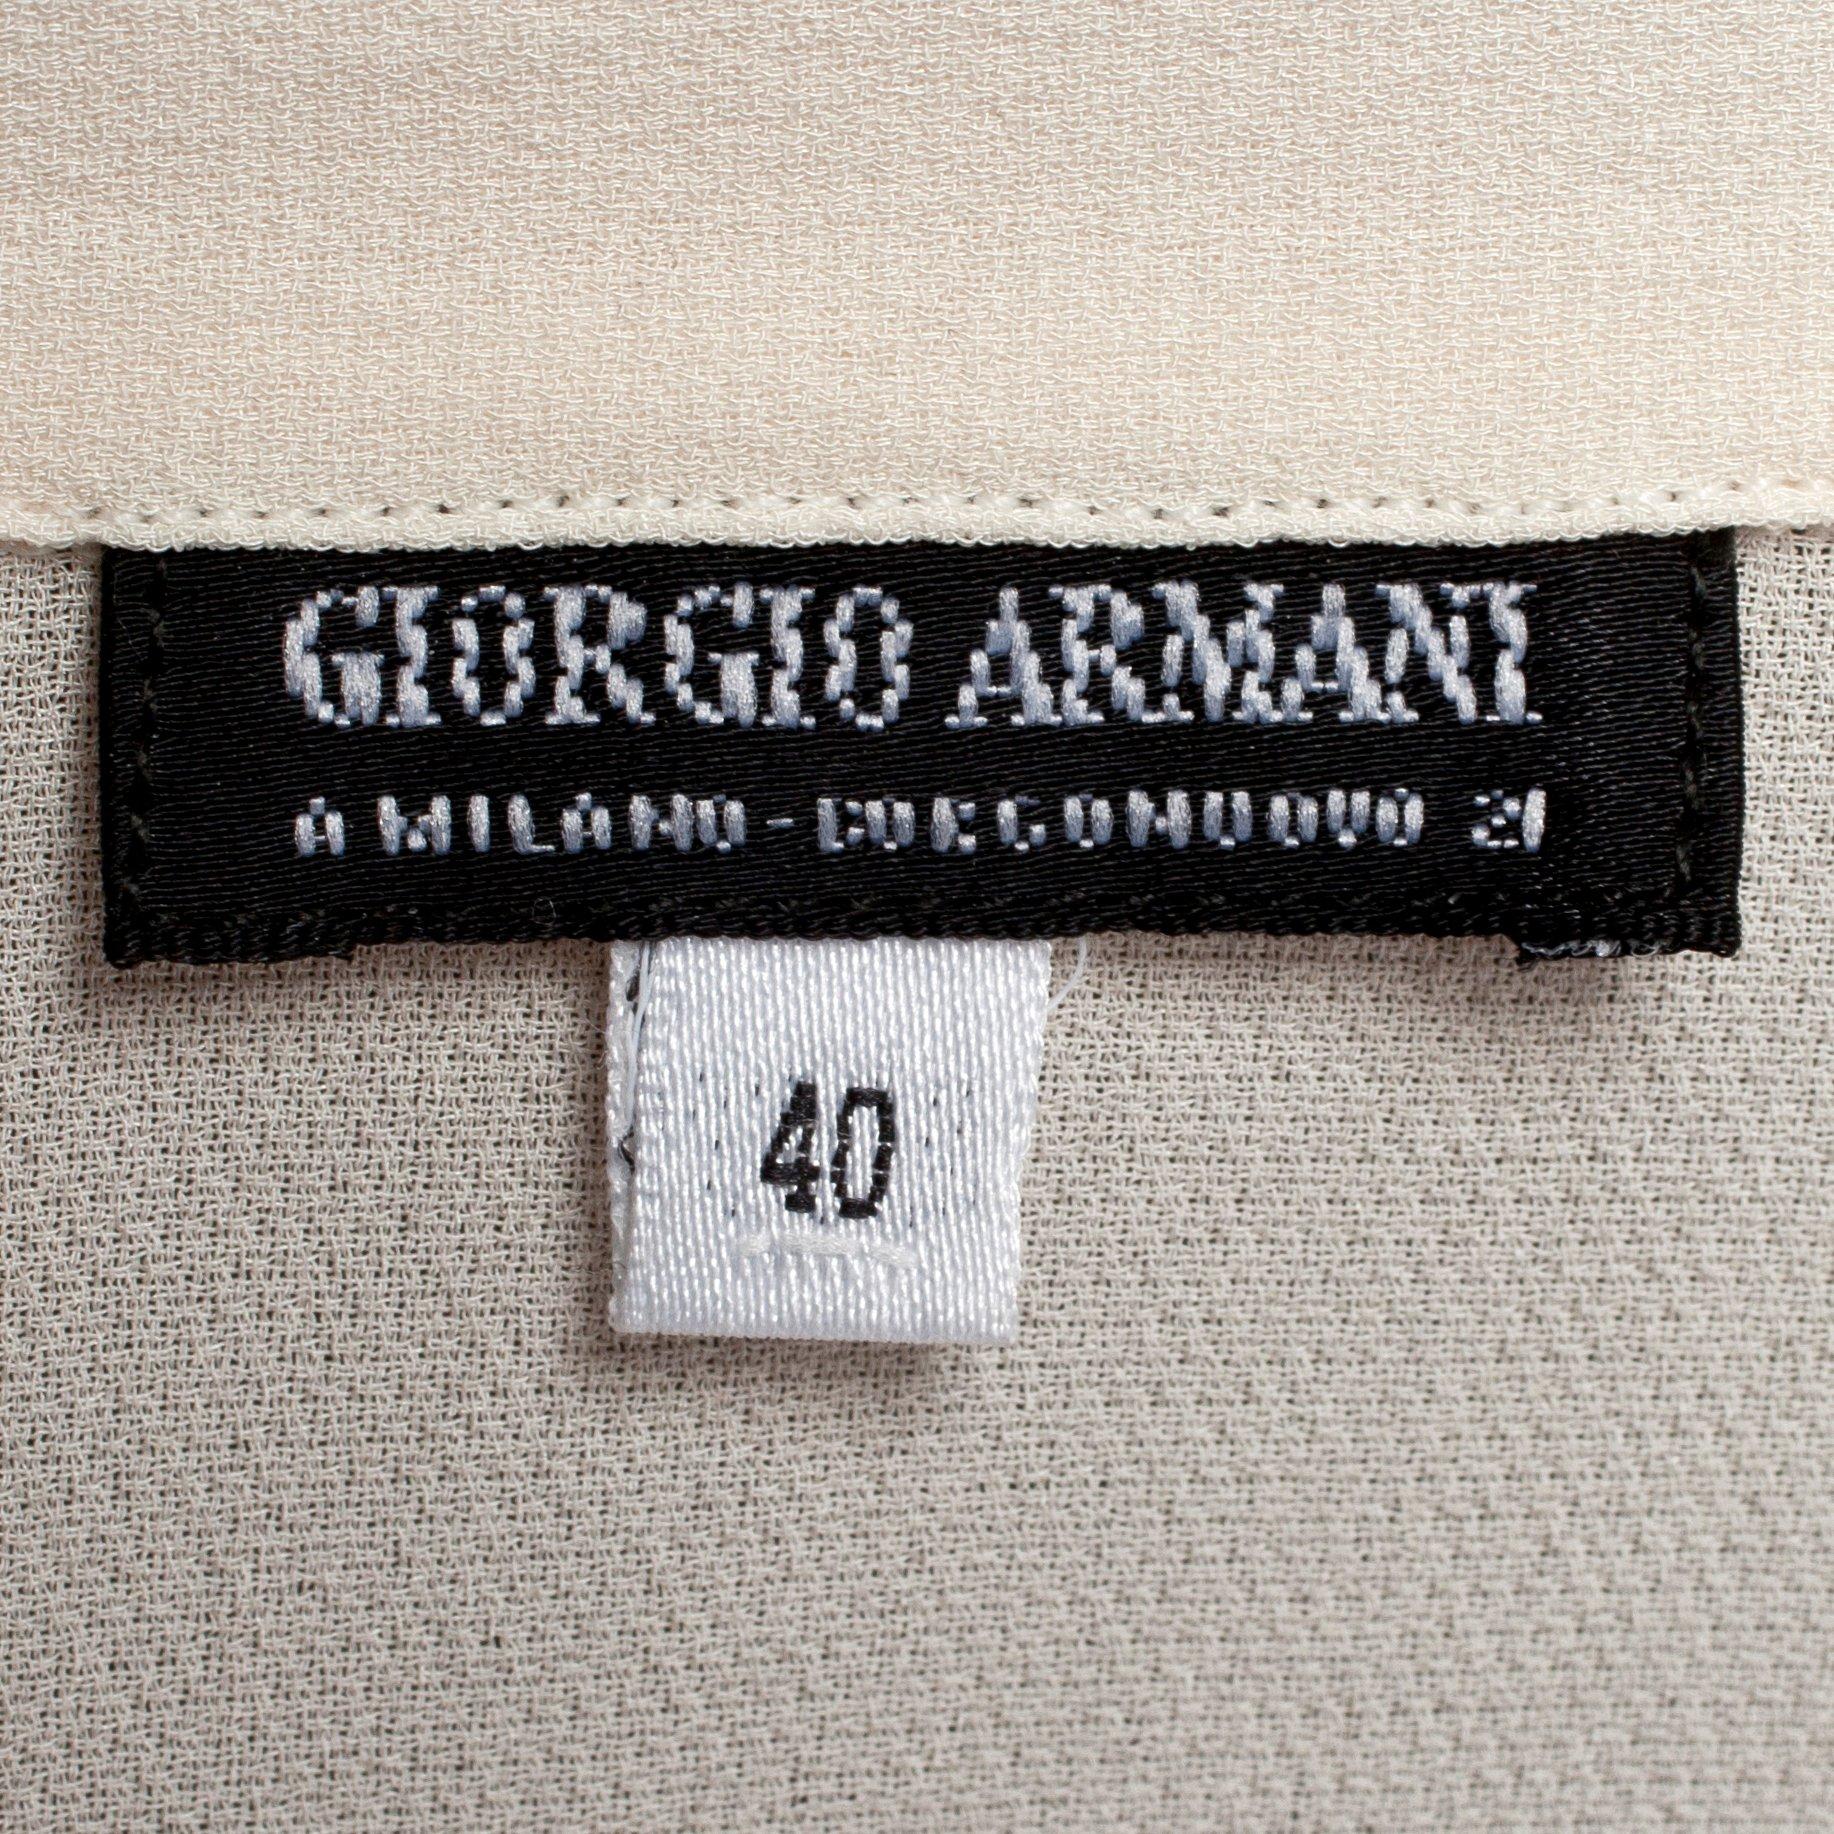 GIORGIO ARMANI
A MILANO - BORGONUOVO 21
40